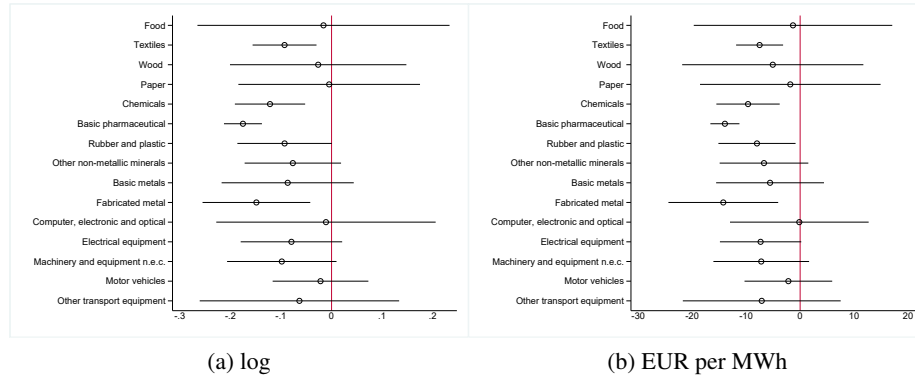 Food
Textiles
Wood
Paper
Chemicals
Basic pharmaceutical
Rubber and plastic
Other non-metallic minerals
Basic metals
Fabricated metal
Computer, electronic and optical
Electrical equipment
Machinery and equipment n.e.c.
Motor vehicles
Other transport equipment
-.3 -.2 -.1 0 .1 .2
(a) log
Food
Textiles
Wood
Paper
Chemicals
Basic pharmaceutical
Rubber and plastic
Other non-metallic minerals
Basic metals
Fabricated metal
Computer, electronic and optical
Electrical equipment
Machinery and equipment n.e.c.
Motor vehicles
Other transport equipment
-30 -20 -10 0 10 20
(b) EUR per MWh